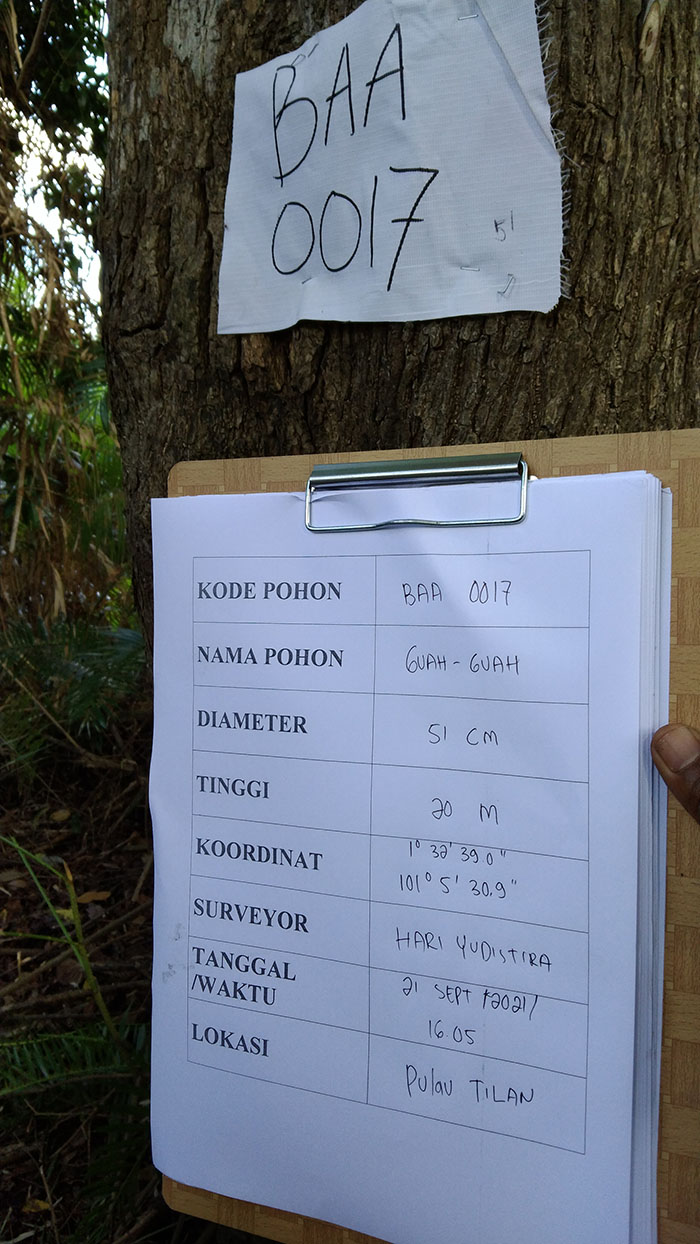 BAA
0017
51
KODE POHON BAA 0017
NAMA POHON GUAH - GUAH
DIAMETER 51 CM
TINGGI 20 M
KOORDINAT 1° 32' 39.0"
101° 5' 30.9"
SURVEYOR HARI YUDISTIRA
TANGGAL 21 SEPT /2021/
/WAKTU 16.05
LOKASI PulaU TILAN